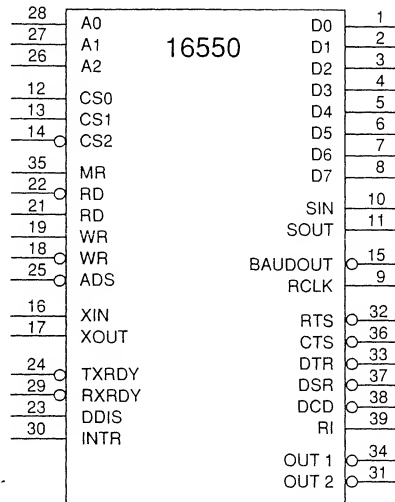 16550
28 A0
27 A1
26 A2
12 CS0
13 CS1
14 CS2
35 MR
22 RD
21 RD
19 WR
18 WR
25 ADS
16 XIN
17 XOUT
24 TXRDY
29 RXRDY
23 DDIS
30 INTR
D0 1
D1 2
D2 3
D3 4
D4 5
D5 6
D6 7
D7 8
SIN 10
SOUT 11
BAUDOUT 15
RCLK 9
RTS 32
CTS 36
DTR 33
DSR 37
DCD 38
RI 39
OUT 1 34
OUT 2 31